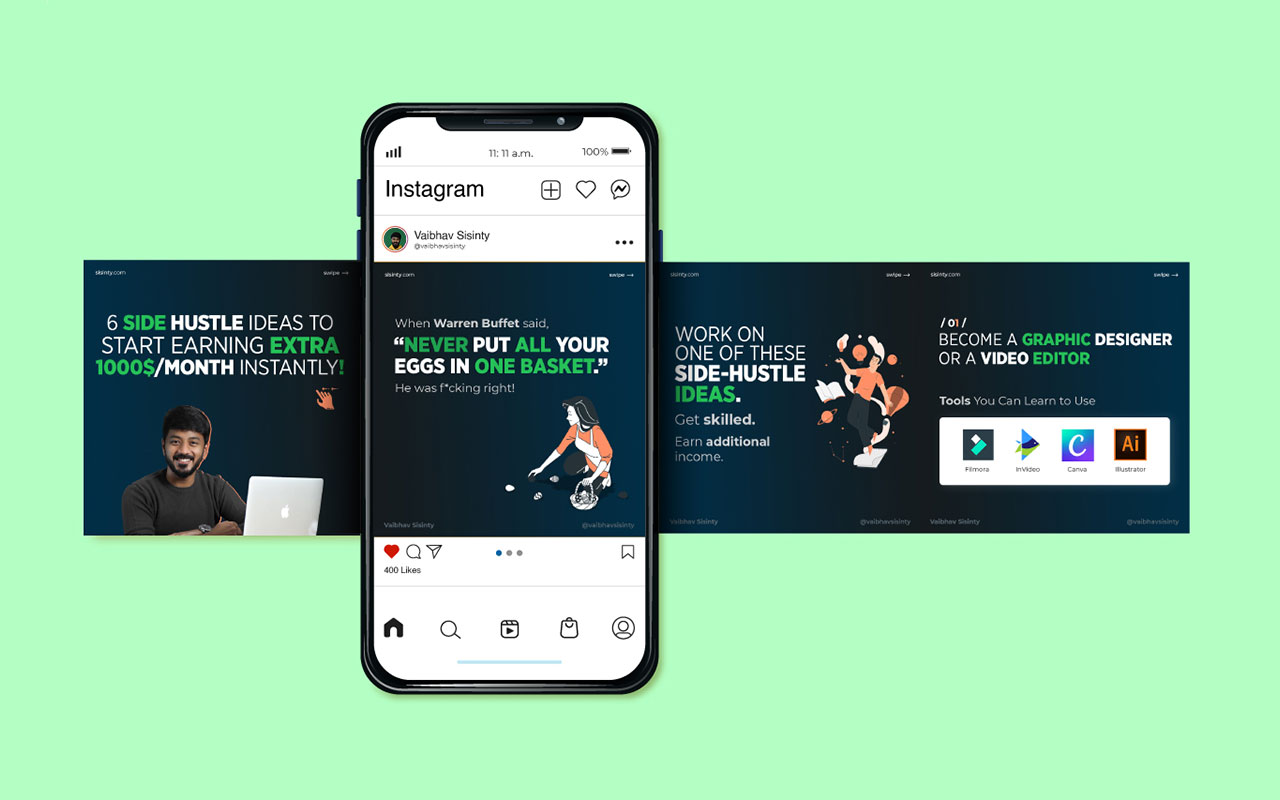 11: 11 a.m.
100%
Instagram
Vaibhav Sisinty
@vaibhavsisinty
sisinty.com
swipe →
6 SIDE HUSTLE IDEAS TO
START EARNING EXTRA
1000$/MONTH INSTANTLY!
sisinty.com
swipe →
When Warren Buffet said,
“NEVER PUT ALL YOUR
EGGS IN ONE BASKET.”
He was f*cking right!
Vaibhav Sisinty
@vaibhavsisinty
400 Likes
sisinty.com
swipe →
WORK ON
ONE OF THESE
SIDE-HUSTLE
IDEAS.
Get skilled.
Earn additional
income.
Vaibhav Sisinty
@vaibhavsisinty
sisinty.com
swipe →
/ 01 /
BECOME A GRAPHIC DESIGNER
OR A VIDEO EDITOR
Tools You Can Learn to Use
C
Ai
Filmora
InVideo
Canva
Illustrator
Vaibhav Sisinty
@vaibhavsisinty